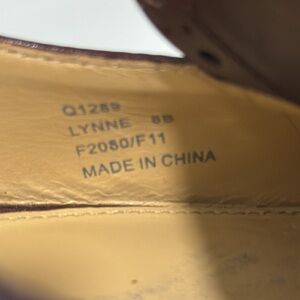 Q1289
LYNNE 8B
F2080/F11
MADE IN CHINA